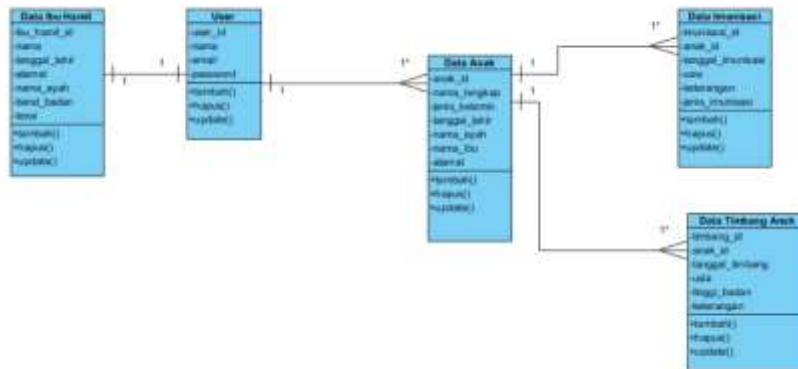 Data Ibu Hamil
-ibu_hamil_id
-nama
-tanggal_lahir
-alamat
-nama_ayah
-berat_badan
+tambah()
+hapus()
+update()
1
1
User
-user_id
-nama
-email
-password
+tambah()
+hapus()
+update()
1
1*
Data Anak
-anak_id
-nama_lengkap
-jenis_kelamin
-tanggal_lahir
-nama_ayah
-nama_ibu
-alamat
+tambah()
+hapus()
+update()
1
1
1*
Data Imunisasi
-imunisasi_id
-anak_id
-tanggal_imunisasi
-usia
-keterangan
-jenis_imunisasi
+tambah()
+hapus()
+update()
1*
Data Timbang Anak
-timbang_id
-anak_id
-tanggal_timbang
-usia
-tinggi_badan
-keterangan
+tambah()
+hapus()
+update()